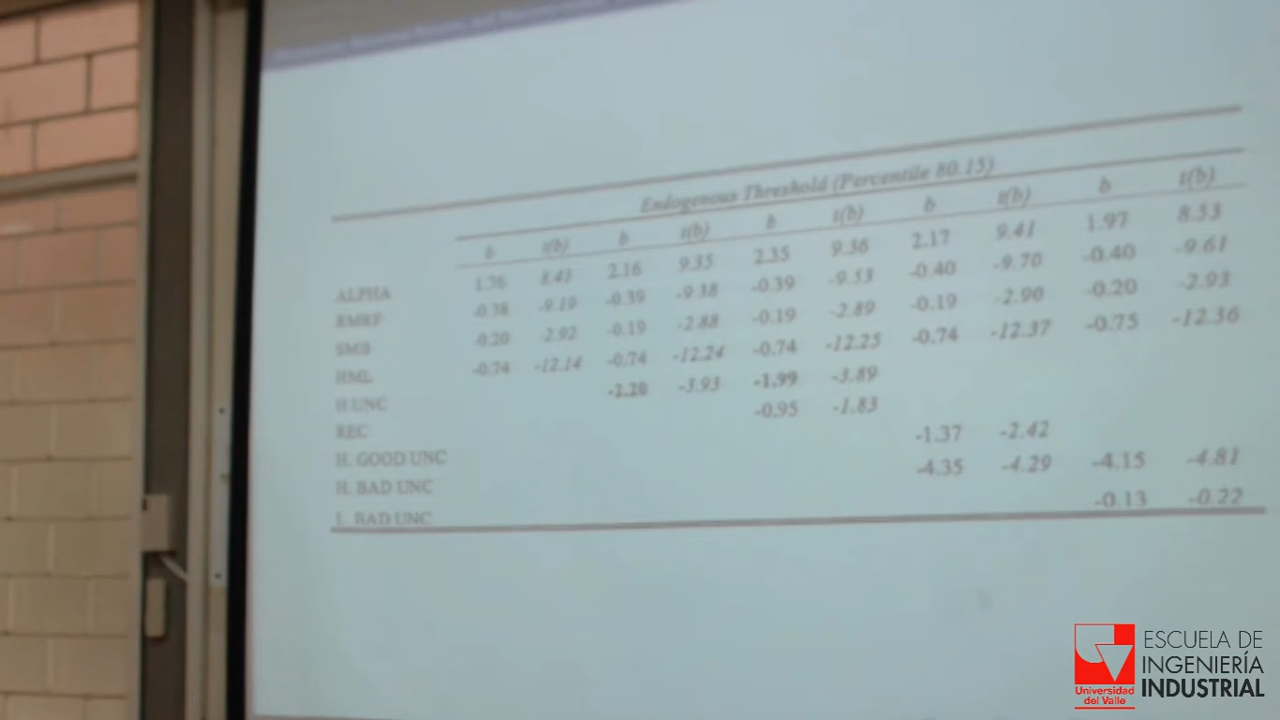 Endogenous Threshold (Percentile 80.15)
b t(b) b t(b) b t(b) b t(b) b t(b)
ALPHA 1.76 8.43 2.16 9.35 2.35 9.36 2.17 9.41 1.97 8.53
RMRF -0.38 -9.19 -0.39 -9.38 -0.39 -9.53 -0.40 -9.70 -0.40 -9.61
SMB -0.20 -2.92 -0.19 -2.88 -0.19 -2.89 -0.19 -2.90 -0.20 -2.93
HML -0.74 -12.14 -0.74 -12.24 -0.74 -12.25 -0.74 -12.37 -0.75 -12.36
H.UNC -3.93 -1.99 -3.89
REC -0.95 -1.83
H. GOOD UNC -1.37 -2.42
H. BAD UNC -4.35 -4.29 -4.15 -4.81
L. BAD UNC -0.13 -0.22
Universidad
del Valle
ESCUELA DE
INGENIERÍA
INDUSTRIAL